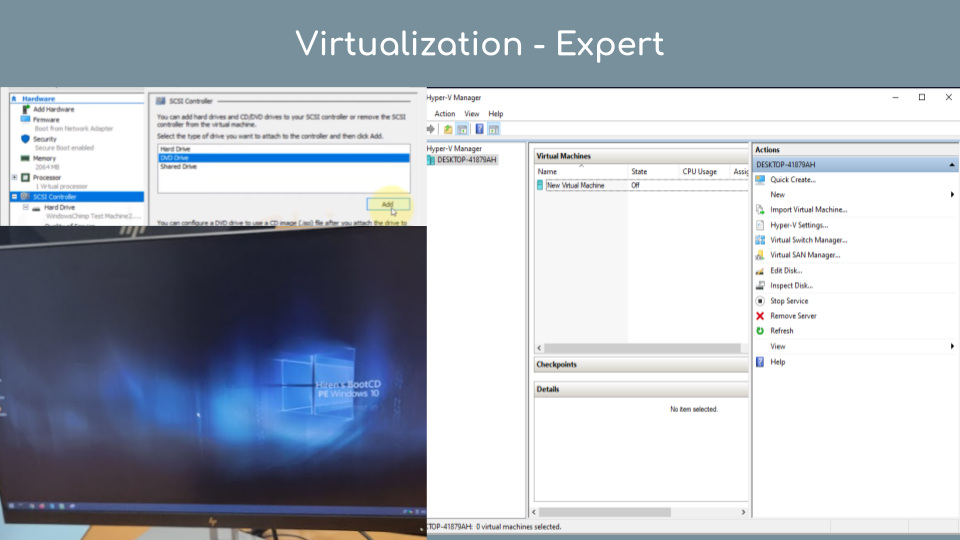 Virtualization - Expert
Hardware
Add Hardware
Firmware
Boot from Network Adapter
Security
Secure Boot enabled
Memory
2064 MB
Processor
1 Virtual processor
SCSI Controller
Hard Drive
WindowsChimp Test Machine2....
SCSI Controller
You can add hard drives and CD/DVD drives to your SCSI controller or remove the SCSI
controller from the virtual machine.
Select the type of drive you want to attach to the controller and then click Add.
Hard Drive
DVD Drive
Shared Drive
Add
You can configure a DVD drive to use a CD image (.iso) file after you attach the drive to
hp
Hiren's BootCD
PE Windows 10
hp
Hyper-V Manager
Action View Help
Hyper-V Manager
DESKTOP-41879AH
Virtual Machines
Name State CPU Usage Assig
New Virtual Machine Off
Checkpoints
Details
No item selected.
Actions
DESKTOP-41879AH
Quick Create...
New
Import Virtual Machine...
Hyper-V Settings...
Virtual Switch Manager...
Virtual SAN Manager...
Edit Disk...
Inspect Disk...
Stop Service
Remove Server
Refresh
View
Help
KTOP-41879AH: 0 virtual machines selected.